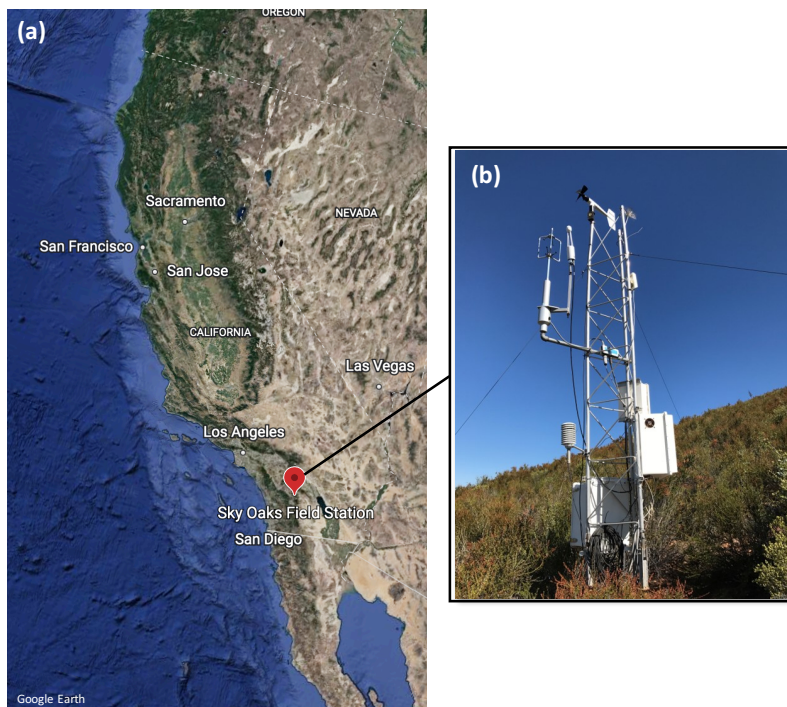 (a)
OREGON
Sacramento
NEVADA
San Francisco
San Jose
CALIFORNIA
Las Vegas
Los Angeles
Sky Oaks Field Station
San Diego
Google Earth
(b)